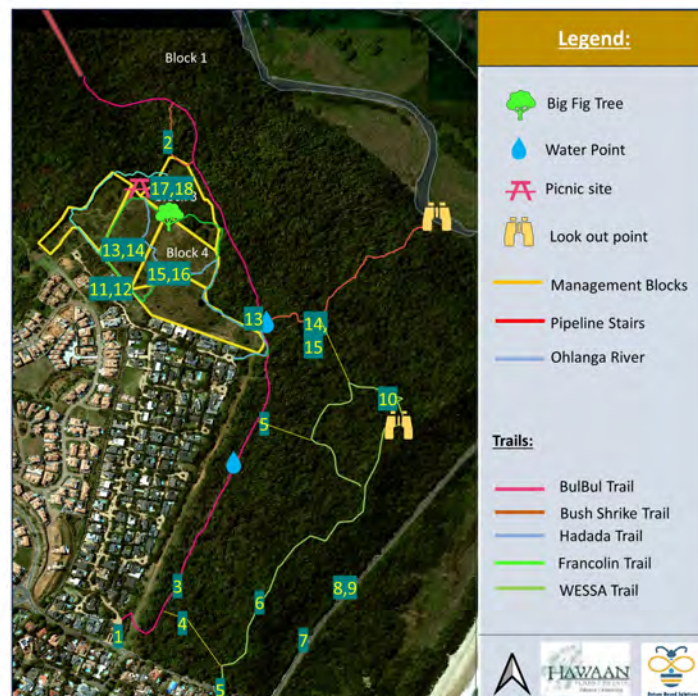 Block 1
2
17,18
13,14
Block 4
15,16
11,12
13
14,
15
10
5
3
4
6
8,9
7
1
5
Legend:
Big Fig Tree
Water Point
Picnic site
Look out point
Management Blocks
Pipeline Stairs
Ohlanga River
Trails:
BulBul Trail
Bush Shrike Trail
Hadada Trail
Francolin Trail
WESSA Trail
HAWAAN